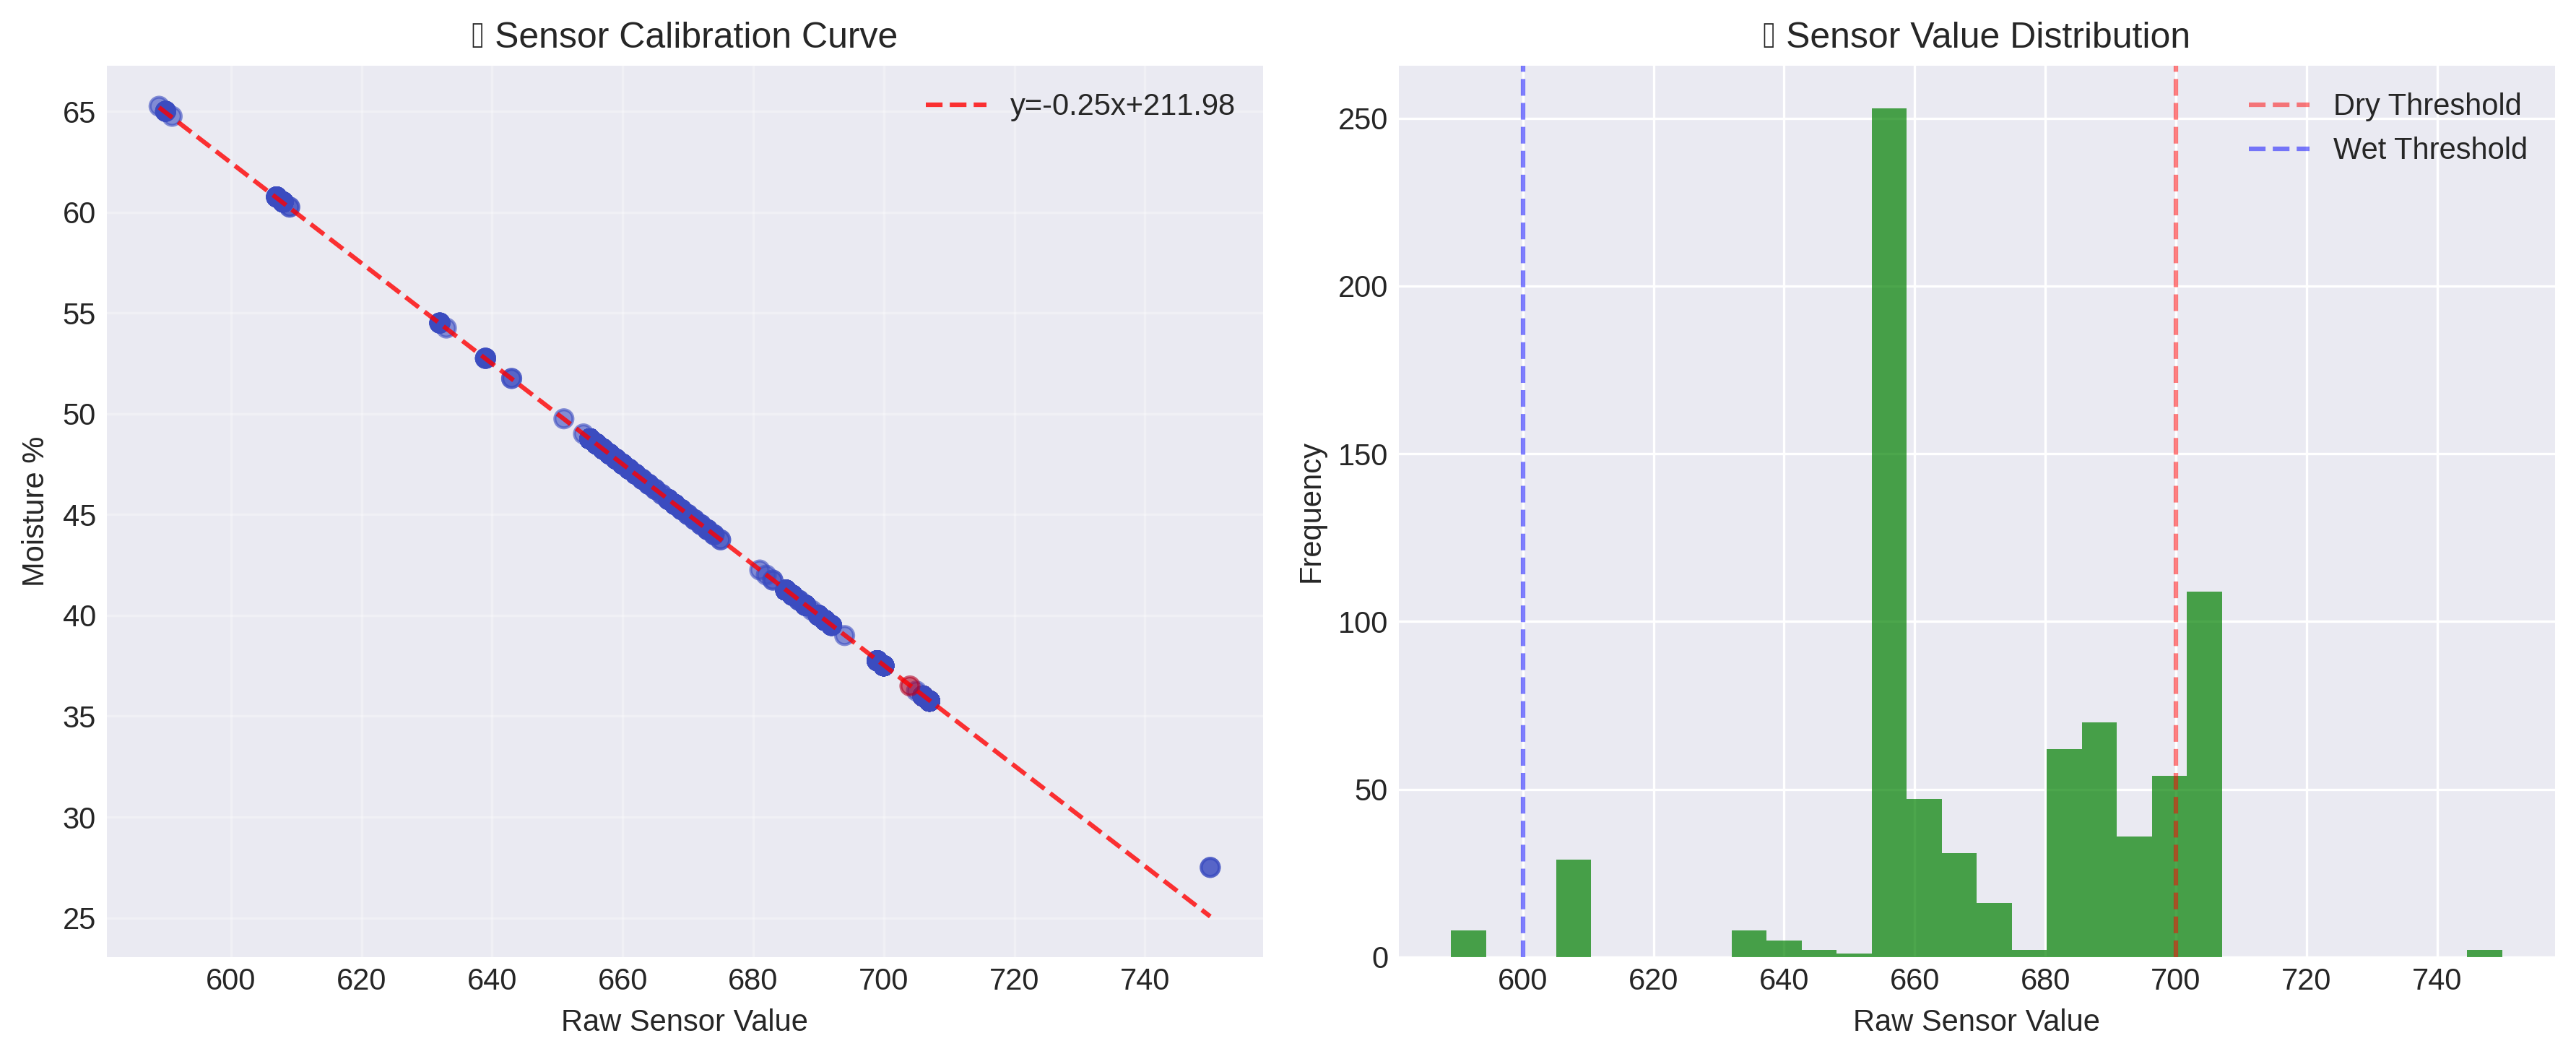 ▯ Sensor Calibration Curve
y=-0.25x+211.98
65
60
55
50
45
40
35
30
25
Moisture %
600 620 640 660 680 700 720 740
Raw Sensor Value
▯ Sensor Value Distribution
Dry Threshold
Wet Threshold
250
200
150
100
50
0
Frequency
600 620 640 660 680 700 720 740
Raw Sensor Value